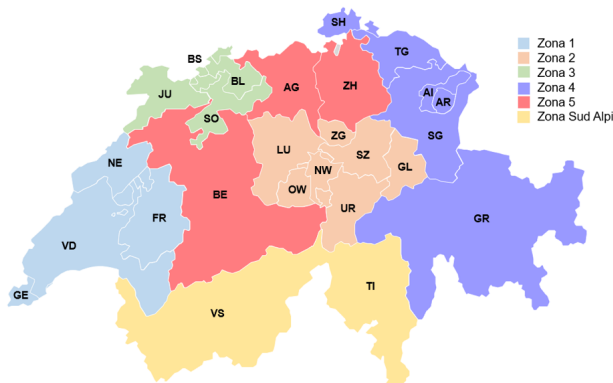 SH
BS
TG
BL
AG
ZH
JU
AI
AR
SO
ZG
SG
LU
SZ
NE
NW
GL
BE
OW
FR
UR
GR
VD
GE
TI
VS
Zona 1
Zona 2
Zona 3
Zona 4
Zona 5
Zona Sud Alpi